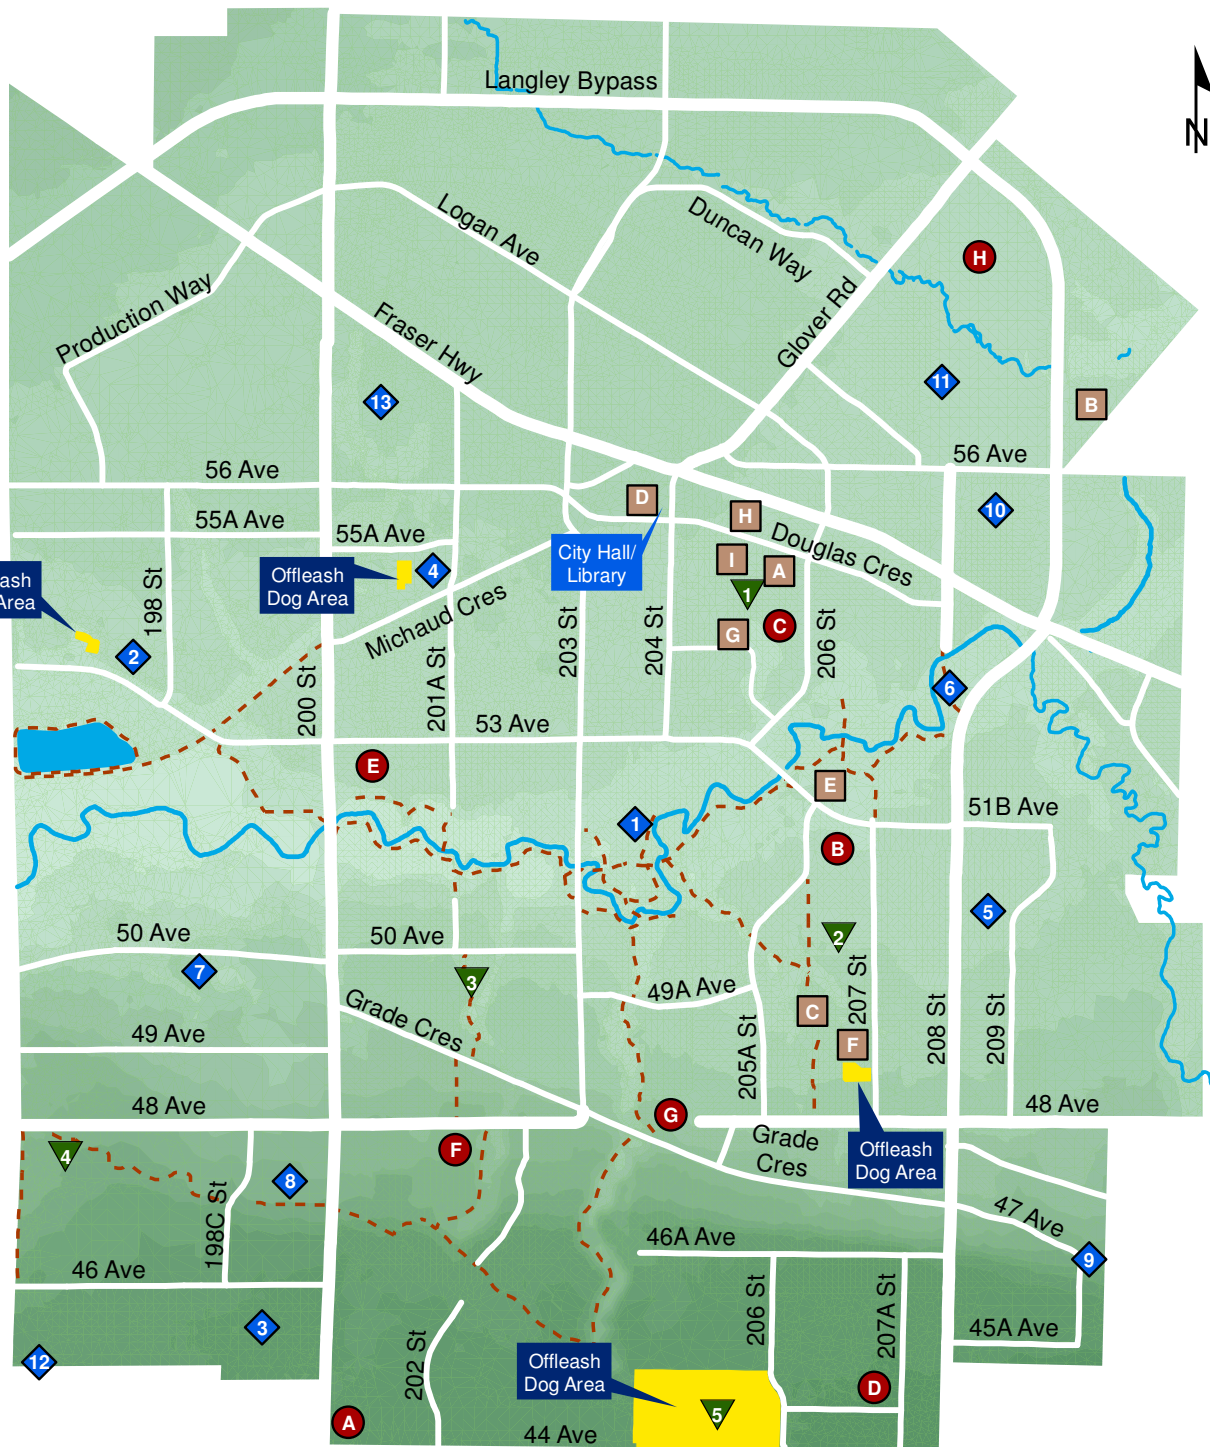 Langley Bypass
N
Logan Ave
Duncan Way
H
Production Way
Glover Rd
Fraser Hwy
13
11
B
56 Ave
56 Ave
D
10
55A Ave
55A Ave
H
Douglas Cres
City Hall/
Library
I
A
ash
Area
198 St
Offleash
Dog Area
4
1
Michaud Cres
203 St
204 St
G
C
206 St
2
200 St
201A St
6
53 Ave
E
E
51B Ave
1
B
50 Ave
50 Ave
2
5
7
3
207 St
49A Ave
Grade Cres
C
49 Ave
205A St
F
208 St
209 St
48 Ave
G
48 Ave
4
F
Grade
Cres
Offleash
Dog Area
8
198C St
47 Ave
46A Ave
46 Ave
9
3
206 St
207A St
45A Ave
12
202 St
Offleash
Dog Area
D
A
5
44 Ave